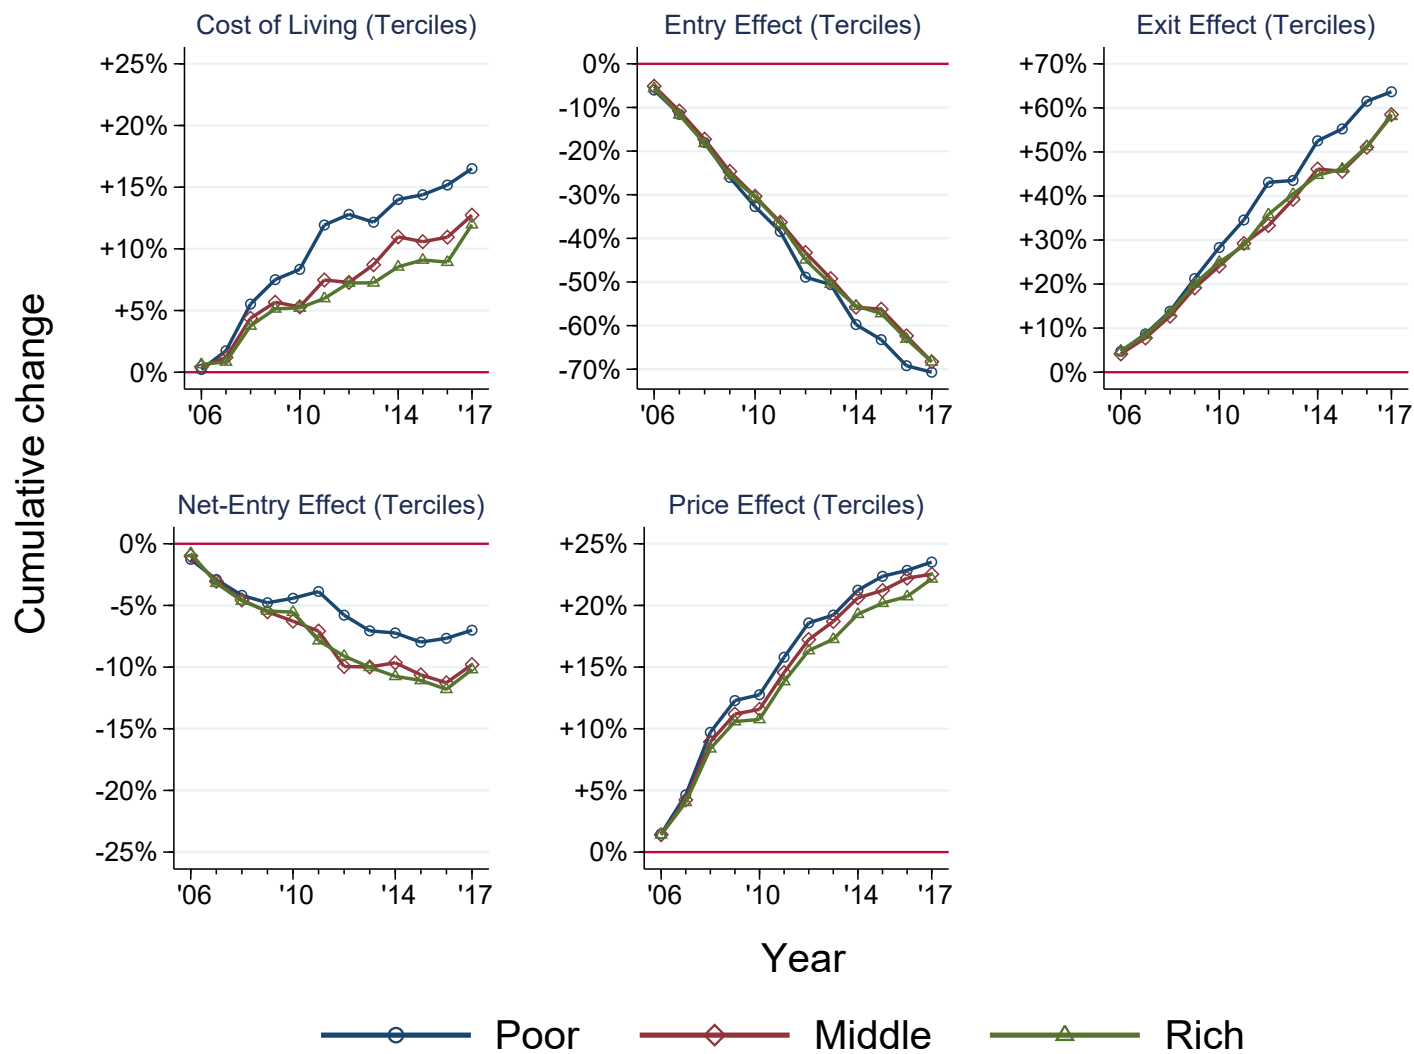 Cost of Living (Terciles)
+25%
+20%
+15%
+10%
+5%
0%
'06 '10 '14 '17
Entry Effect (Terciles)
0%
-10%
-20%
-30%
-40%
-50%
-60%
-70%
'06 '10 '14 '17
Exit Effect (Terciles)
+70%
+60%
+50%
+40%
+30%
+20%
+10%
0%
'06 '10 '14 '17
Cumulative change
Net-Entry Effect (Terciles)
0%
-5%
-10%
-15%
-20%
-25%
'06 '10 '14 '17
Price Effect (Terciles)
+25%
+20%
+15%
+10%
+5%
0%
'06 '10 '14 '17
Year
Poor Middle Rich